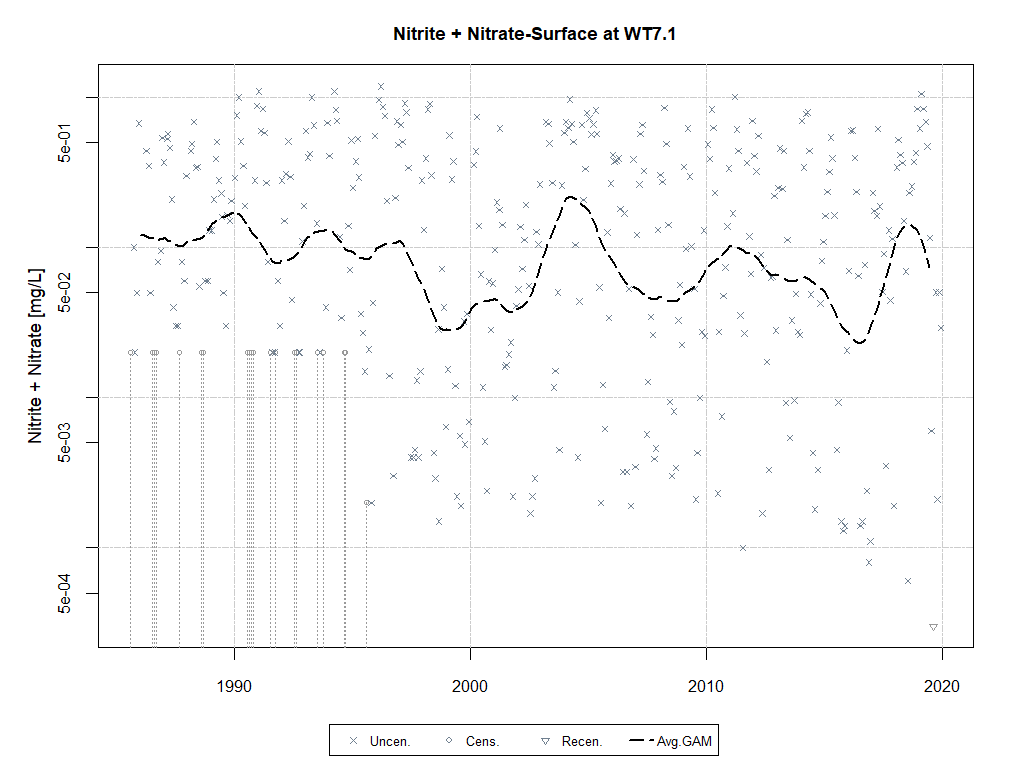 Nitrite + Nitrate-Surface at WT7.1
Nitrite + Nitrate [mg/L]
5e-01
5e-02
5e-03
5e-04
1990 2000 2010 2020
Uncen. Cens. Recen. Avg.GAM